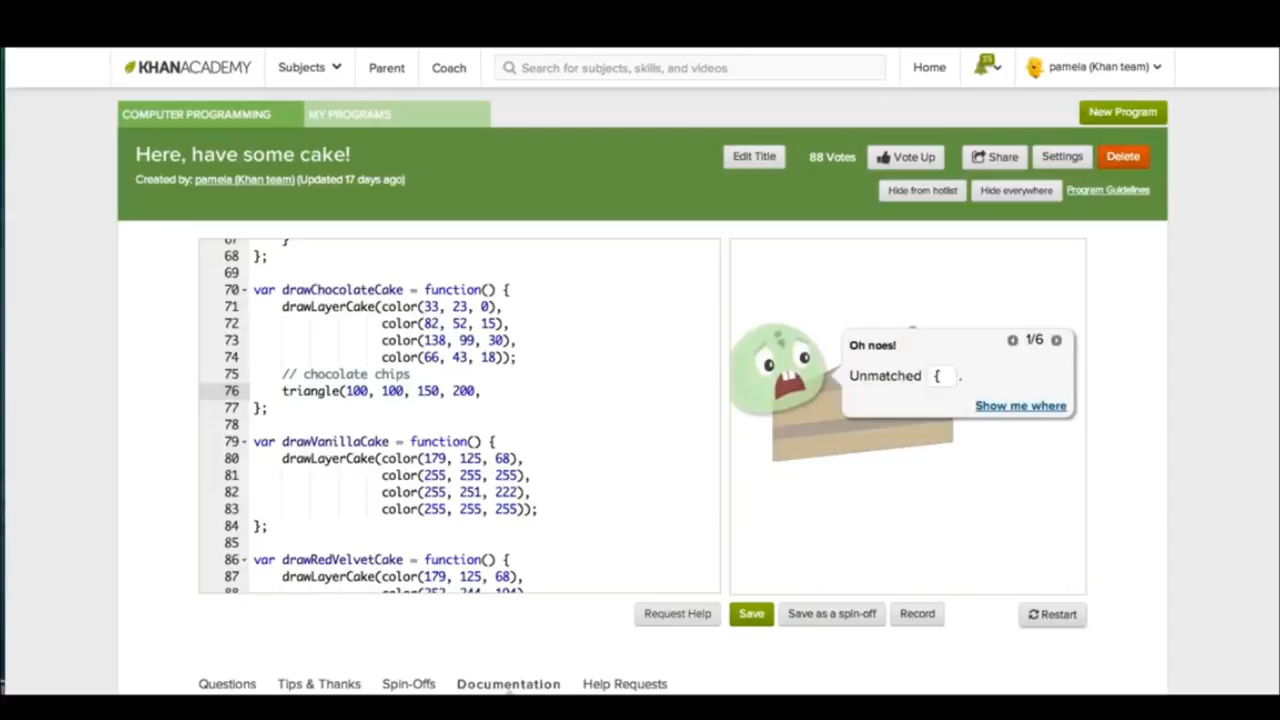 KHANACADEMY Subjects Parent Coach Search for subjects, skills, and videos Home 35 pamela (Khan team)
COMPUTER PROGRAMMING MY PROGRAMS New Program
Here, have some cake! Edit Title 88 Votes Vote Up Share Settings Delete
Created by: pamela (Khan team) (Updated 17 days ago) Hide from hotlist Hide everywhere Program Guidelines
67 }
68 };
69
70 var drawChocolateCake = function() {
71 drawLayerCake(color(33, 23, 0),
72 color(82, 52, 15),
73 color(138, 99, 30),
74 color(66, 43, 18));
75 // chocolate chips
76 triangle(100, 100, 150, 200,
77 };
78
79 var drawVanillaCake = function() {
80 drawLayerCake(color(179, 125, 68),
81 color(255, 255, 255),
82 color(255, 251, 222),
83 color(255, 255, 255));
84 };
85
86 var drawRedVelvetCake = function() {
87 drawLayerCake(color(179, 125, 68),
Oh noes! 1/6
Unmatched { .
Show me where
Request Help Save Save as a spin-off Record Restart
Questions Tips & Thanks Spin-Offs Documentation Help Requests